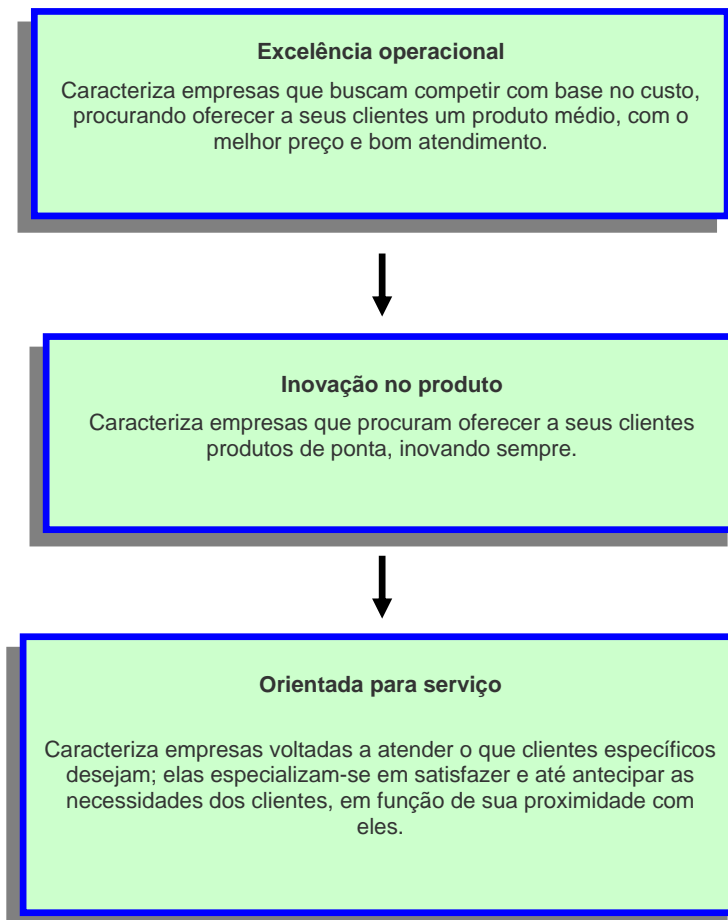 Excelência operacional
Caracteriza empresas que buscam competir com base no custo,
procurando oferecer a seus clientes um produto médio, com o
melhor preço e bom atendimento.
Inovação no produto
Caracteriza empresas que procuram oferecer a seus clientes
produtos de ponta, inovando sempre.
Orientada para serviço
Caracteriza empresas voltadas a atender o que clientes específicos
desejam; elas especializam-se em satisfazer e até antecipar as
necessidades dos clientes, em função de sua proximidade com
eles.